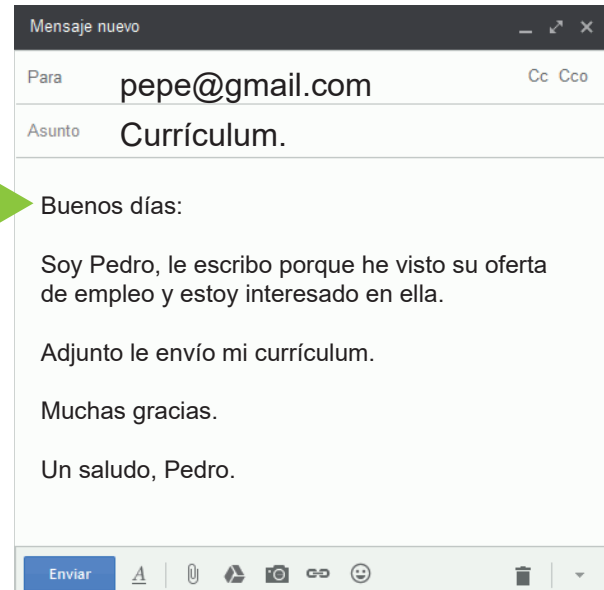 Mensaje nuevo
Para pepe@gmail.com Cc Cco
Asunto Currículum.
Buenos días:
Soy Pedro, le escribo porque he visto su oferta
de empleo y estoy interesado en ella.
Adjunto le envío mi currículum.
Muchas gracias.
Un saludo, Pedro.
Enviar A